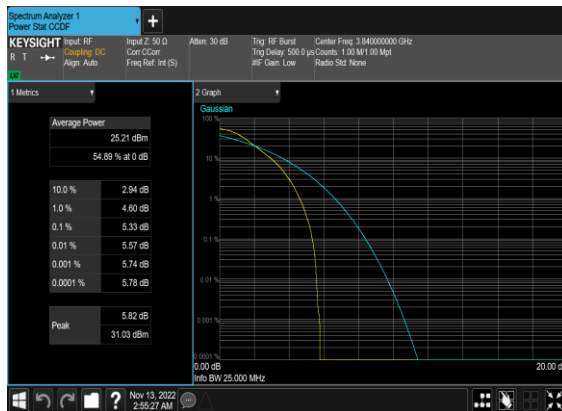 Spectrum Analyzer 1
Power Stat CCDF
KEYSIGHT
R T
LXI
Input: RF
Coupling: DC
Align: Auto
Input Z: 50 Ω
Corr CCorr
Freq Ref: Int (S)
Atten: 30 dB
Trig: RF Burst
Trig Delay: 500.0 µs
#IF Gain: Low
Center Freq: 3.840000000 GHz
Counts: 1.00 M/1.00 Mpt
Radio Std: None
1 Metrics
Average Power
25.21 dBm
54.89 % at 0 dB
10.0 % 2.94 dB
1.0 % 4.60 dB
0.1 % 5.33 dB
0.01 % 5.57 dB
0.001 % 5.74 dB
0.0001 % 5.78 dB
Peak
5.82 dB
31.03 dBm
2 Graph
Gaussian
100 %
10 %
1 %
0.1 %
0.01 %
0.001 %
0.0001 %
0.00 dB 20.00 d
Info BW 25.000 MHz
?
Nov 13, 2022
2:55:27 AM